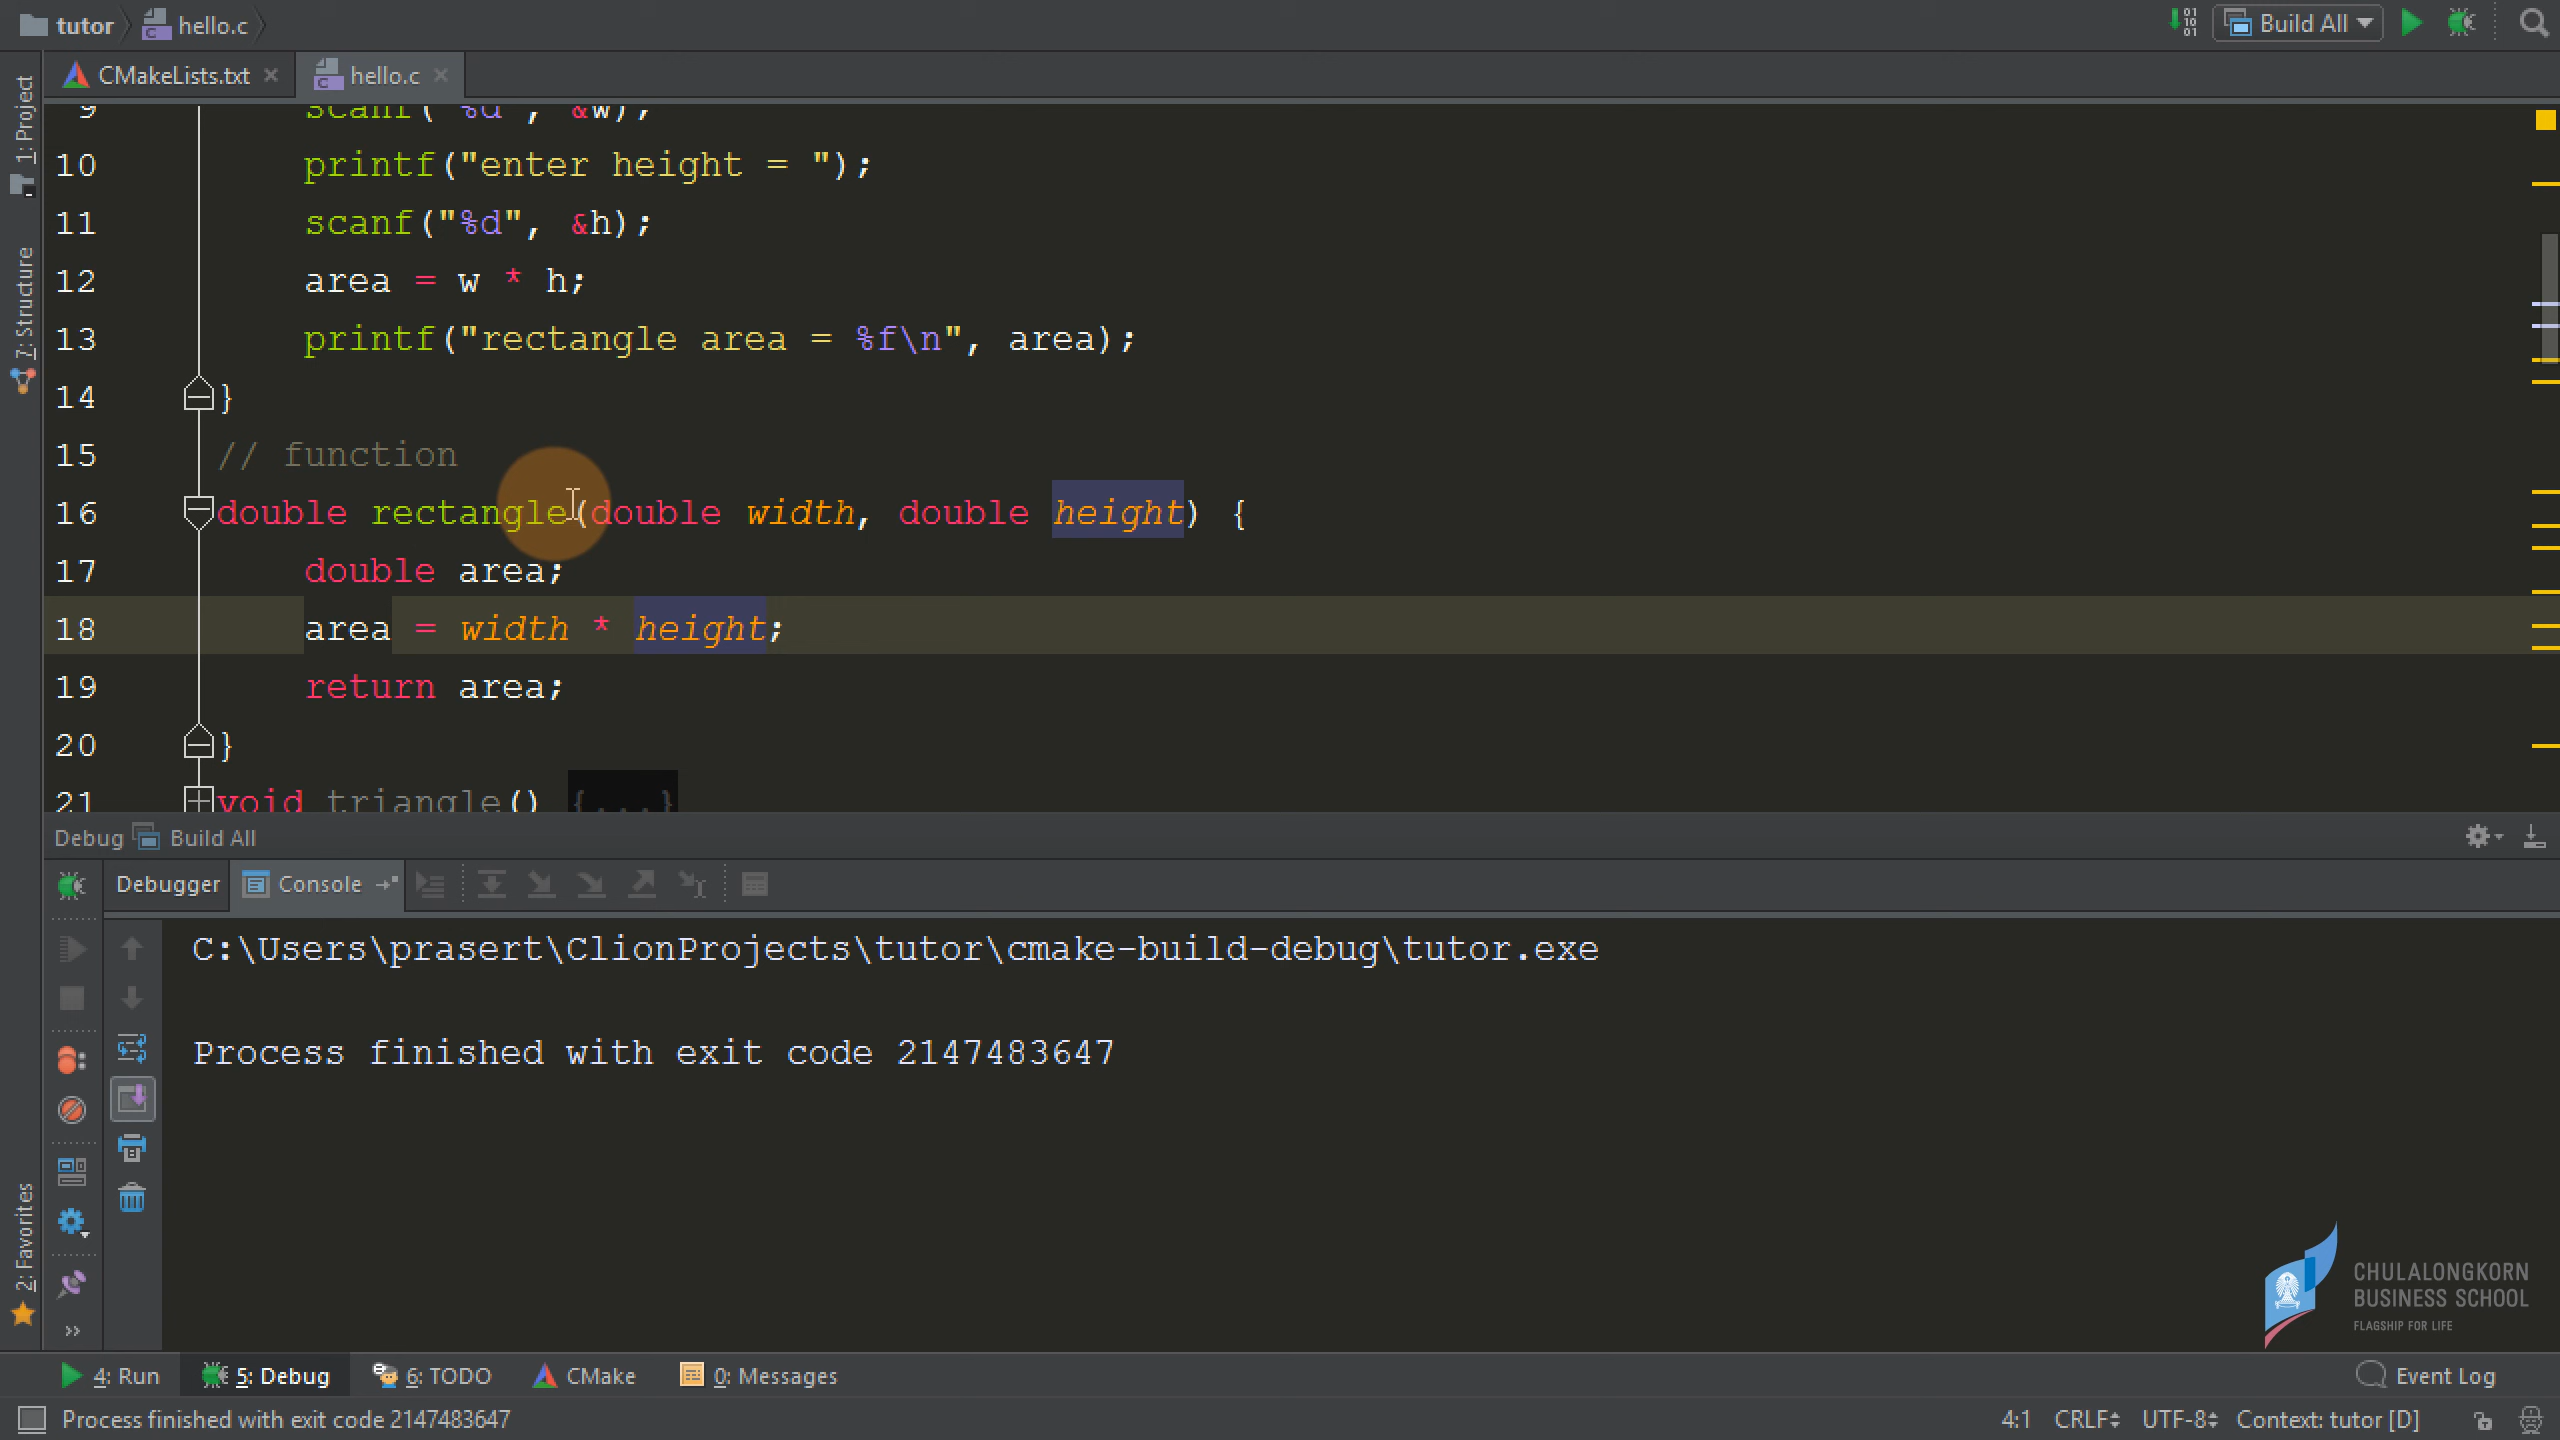 tutor hello.c Build All
CMakeLists.txt hello.c
1: Project
7: Structure
2: Favorites
9 scanf("%d", &w);
10 printf("enter height = ");
11 scanf("%d", &h);
12 area = w * h;
13 printf("rectangle area = %f\n", area);
14 }
15 // function
16 double rectangle(double width, double height) {
17 double area;
18 area = width * height;
19 return area;
20 }
21 void triangle() {...}
Debug Build All
Debugger Console
C:\Users\prasert\ClionProjects\tutor\cmake-build-debug\tutor.exe
Process finished with exit code 2147483647
CHULALONGKORN
BUSINESS SCHOOL
FLAGSHIP FOR LIFE
4: Run 5: Debug 6: TODO CMake 0: Messages Event Log
Process finished with exit code 2147483647 4:1 CRLF UTF-8 Context: tutor [D]